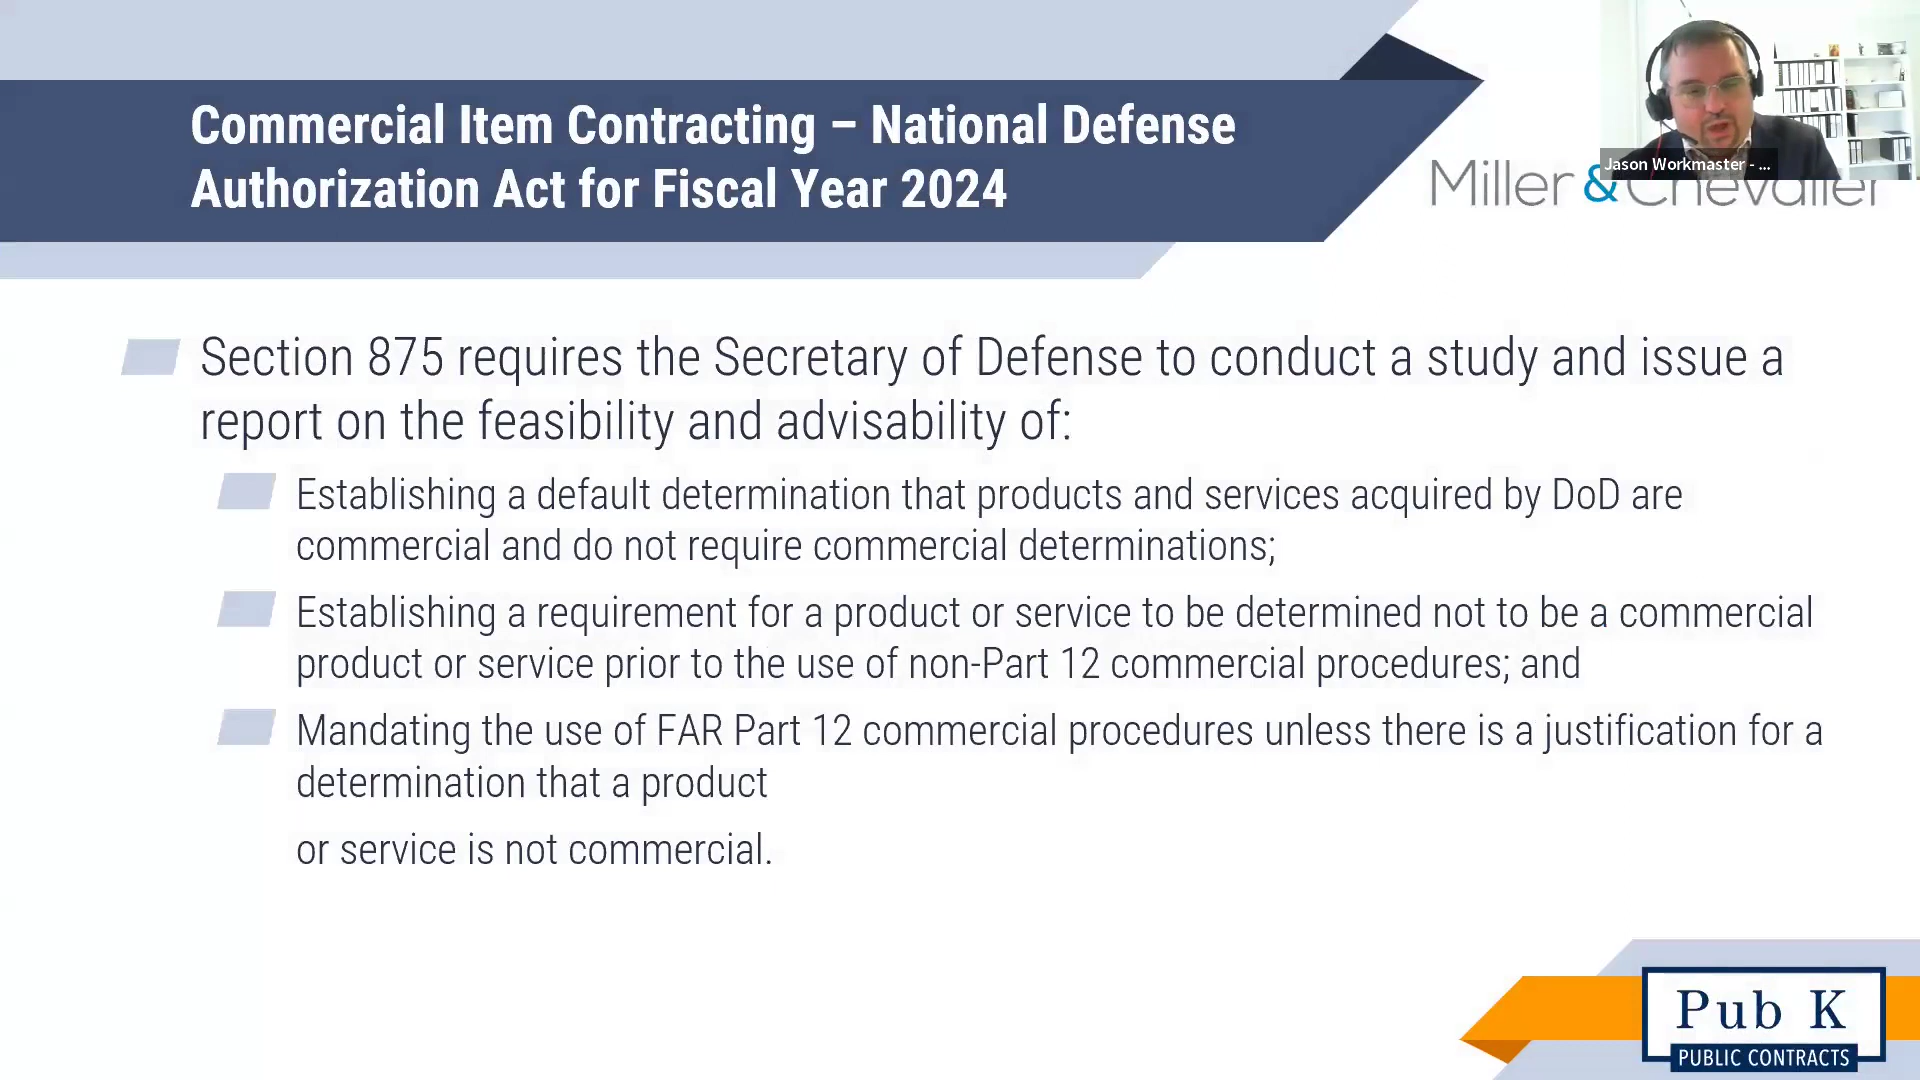 Commercial Item Contracting – National Defense
Authorization Act for Fiscal Year 2024
Jason Workmaster - ...
Miller & Chevalier
Section 875 requires the Secretary of Defense to conduct a study and issue a
report on the feasibility and advisability of:
Establishing a default determination that products and services acquired by DoD are
commercial and do not require commercial determinations;
Establishing a requirement for a product or service to be determined not to be a commercial
product or service prior to the use of non-Part 12 commercial procedures; and
Mandating the use of FAR Part 12 commercial procedures unless there is a justification for a
determination that a product
or service is not commercial.
Pub K
PUBLIC CONTRACTS